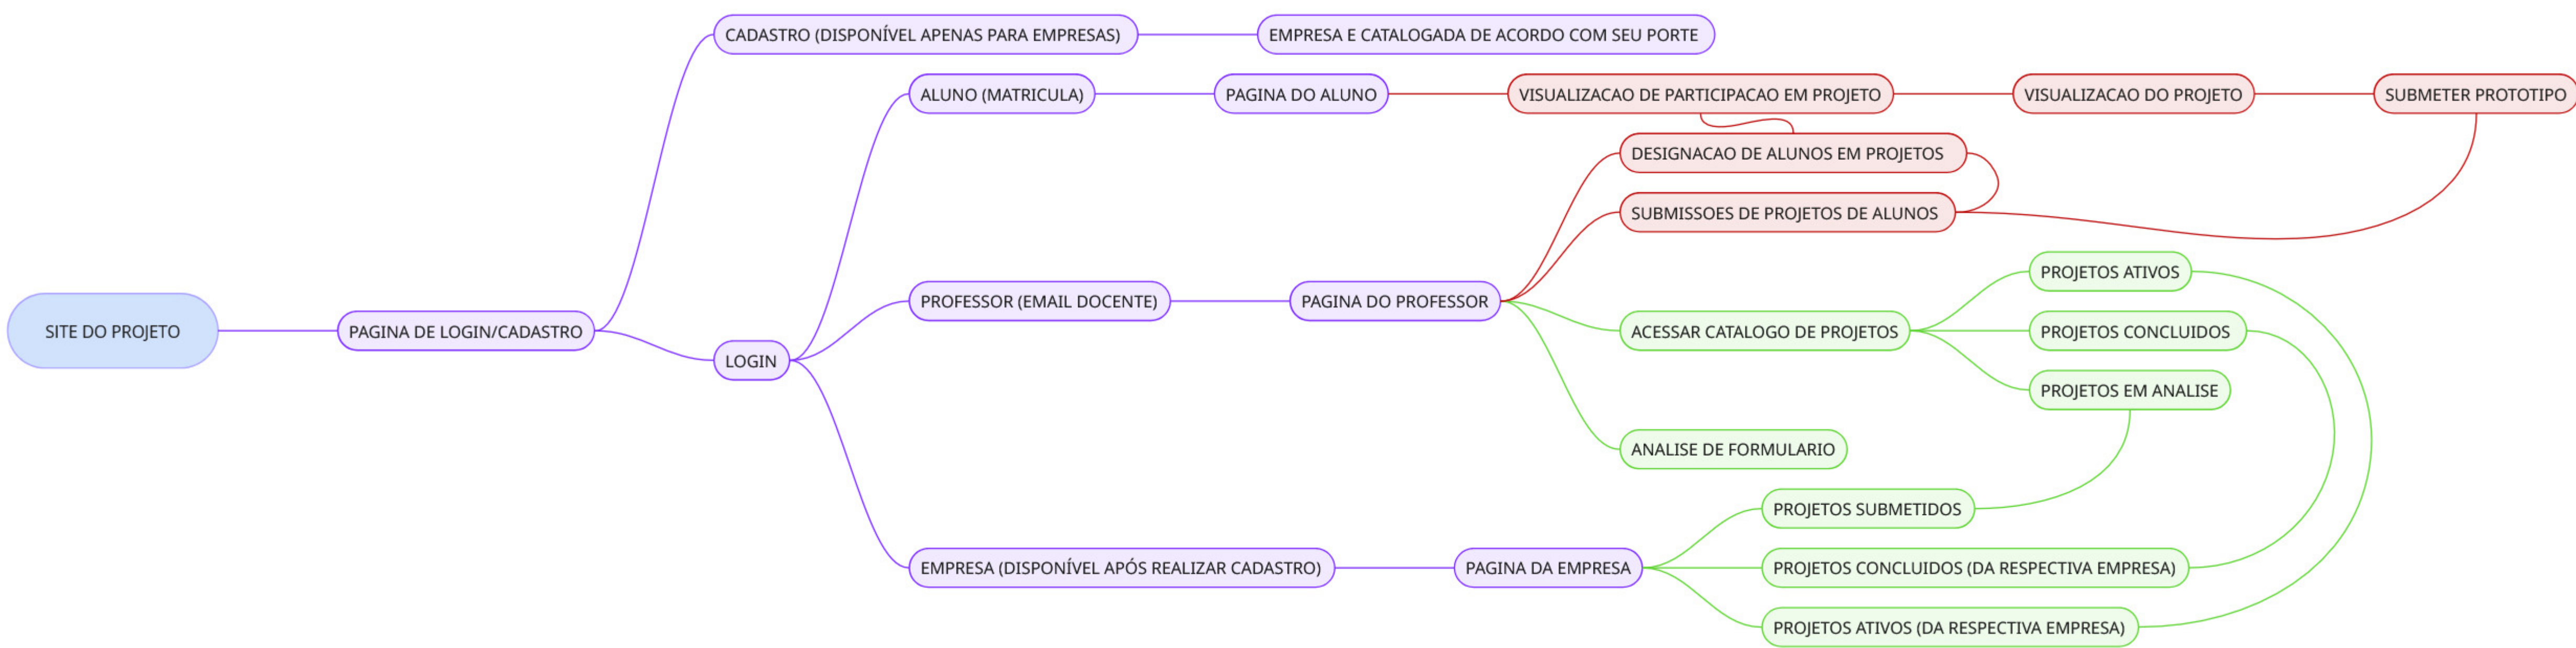 CADASTRO (DISPONÍVEL APENAS PARA EMPRESAS)
EMPRESA E CATALOGADA DE ACORDO COM SEU PORTE
ALUNO (MATRICULA)
PAGINA DO ALUNO
VISUALIZACAO DE PARTICIPACAO EM PROJETO
VISUALIZACAO DO PROJETO
SUBMETER PROTOTIPO
DESIGNACAO DE ALUNOS EM PROJETOS
SUBMISSOES DE PROJETOS DE ALUNOS
PROJETOS ATIVOS
PROFESSOR (EMAIL DOCENTE)
PAGINA DO PROFESSOR
SITE DO PROJETO
PAGINA DE LOGIN/CADASTRO
ACESSAR CATALOGO DE PROJETOS
PROJETOS CONCLUIDOS
LOGIN
PROJETOS EM ANALISE
ANALISE DE FORMULARIO
PROJETOS SUBMETIDOS
EMPRESA (DISPONÍVEL APÓS REALIZAR CADASTRO)
PAGINA DA EMPRESA
PROJETOS CONCLUIDOS (DA RESPECTIVA EMPRESA)
PROJETOS ATIVOS (DA RESPECTIVA EMPRESA)